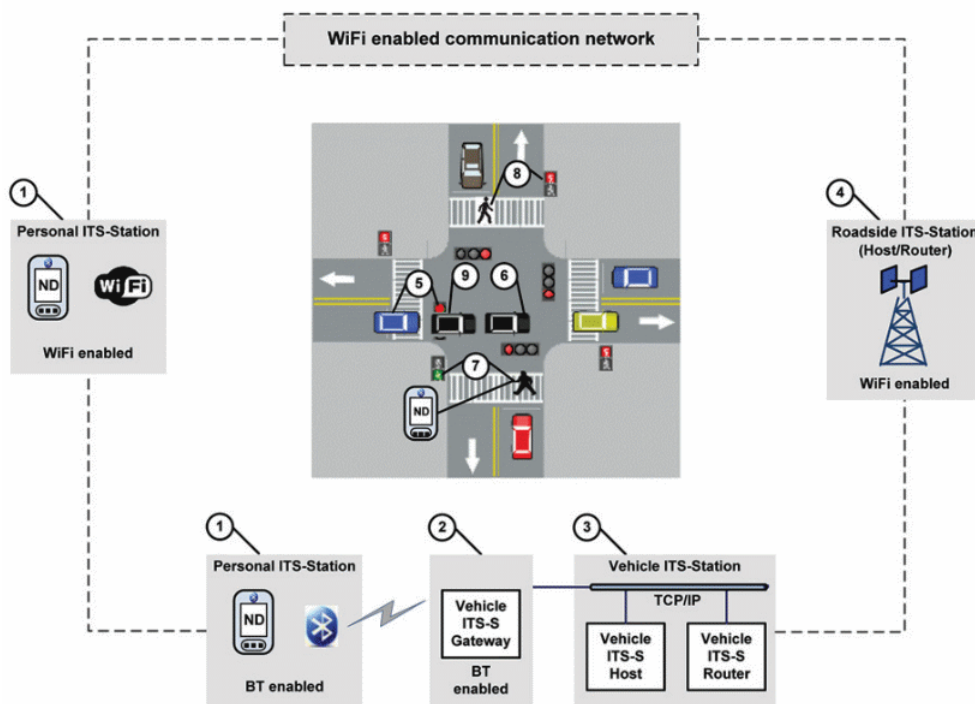 WiFi enabled communication network
1
Personal ITS-Station
ND
WiFi
WiFi enabled
4
Roadside ITS-Station
(Host/Router)
WiFi enabled
8
5
9
6
7
ND
1
Personal ITS-Station
ND
BT enabled
2
Vehicle
ITS-S
Gateway
BT
enabled
3
Vehicle ITS-Station
TCP/IP
Vehicle
ITS-S
Host
Vehicle
ITS-S
Router